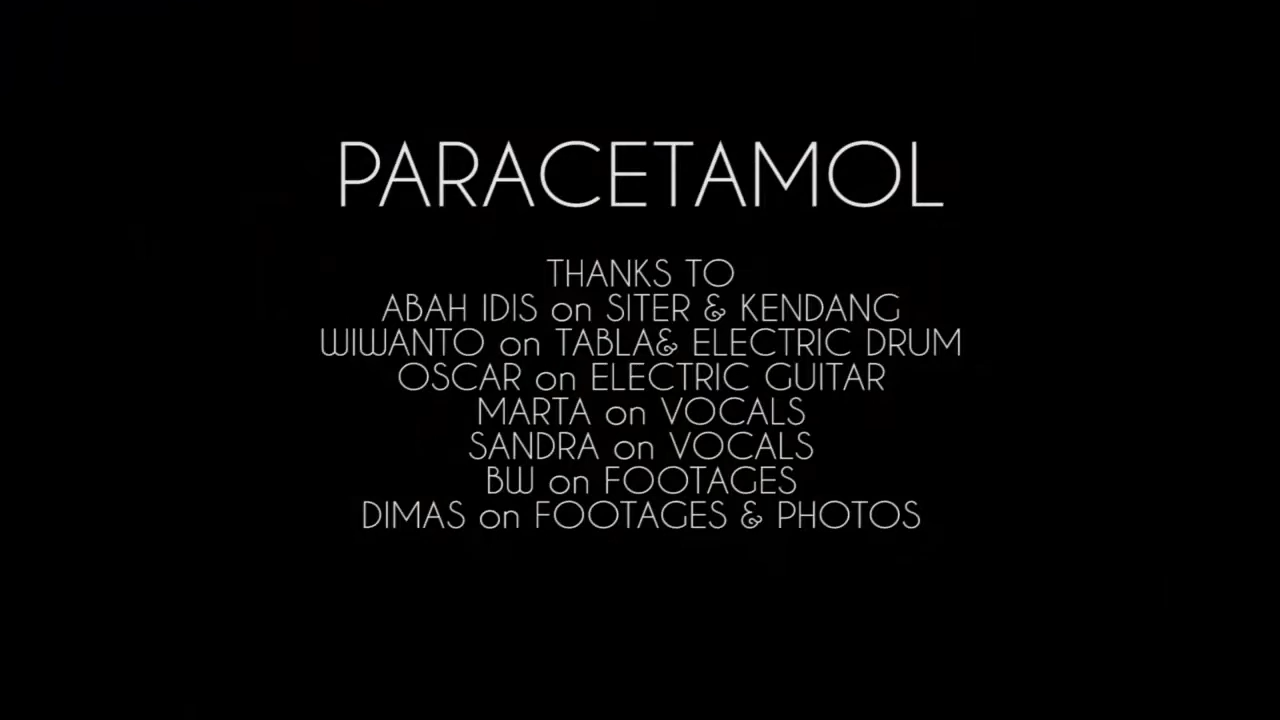 PARACETAMOL
THANKS TO
ABAH IDIS on SITER & KENDANG
WIWANTO on TABLA& ELECTRIC DRUM
OSCAR on ELECTRIC GUITAR
MARTA on VOCALS
SANDRA on VOCALS
BW on FOOTAGES
DIMAS on FOOTAGES & PHOTOS